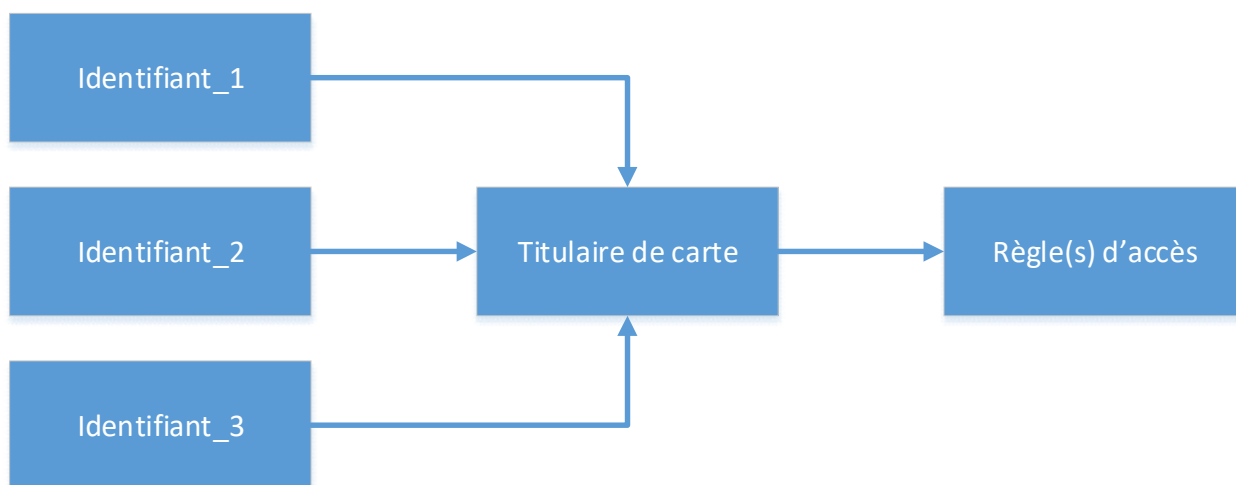 Identifiant_1
Identifiant_2
Titulaire de carte
Règle(s) d’accès
Identifiant_3